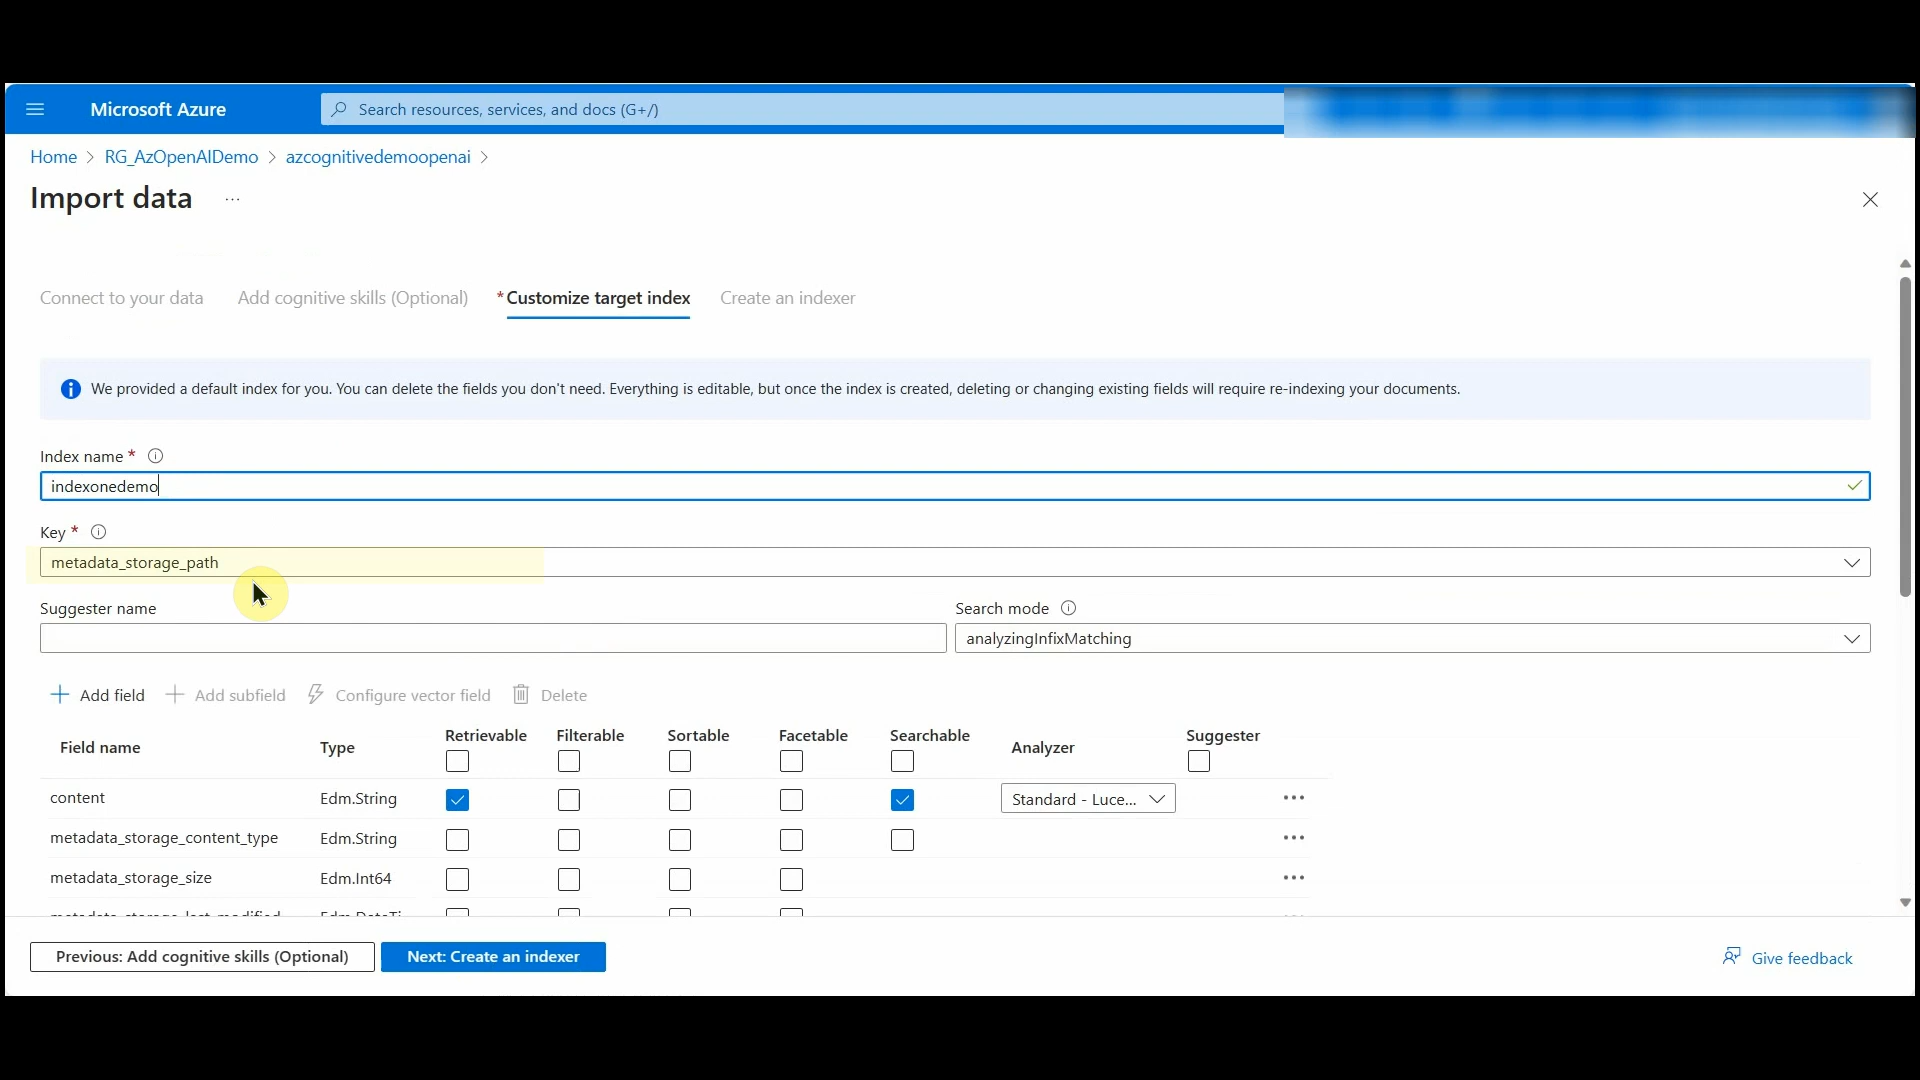 Microsoft Azure
Search resources, services, and docs (G+/)
Home > RG_AzOpenAIDemo > azcognitivedemoopenai >
Import data ...
Connect to your data Add cognitive skills (Optional) * Customize target index Create an indexer
We provided a default index for you. You can delete the fields you don't need. Everything is editable, but once the index is created, deleting or changing existing fields will require re-indexing your documents.
Index name *
indexonedemo
Key *
metadata_storage_path
Suggester name Search mode
analyzingInfixMatching
Add field Add subfield Configure vector field Delete
Field name Type Retrievable Filterable Sortable Facetable Searchable Analyzer Suggester
content Edm.String Standard - Luce...
metadata_storage_content_type Edm.String
metadata_storage_size Edm.Int64
metadata_storage_last_modified Edm.DateTi
Previous: Add cognitive skills (Optional) Next: Create an indexer Give feedback